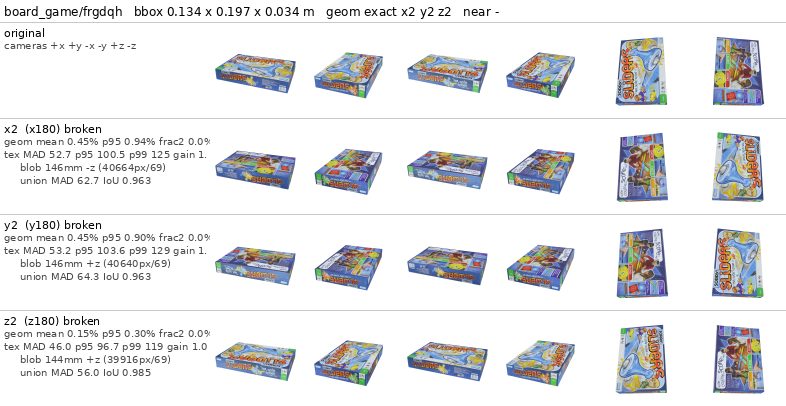 board_game/frgdqh   bbox 0.134 x 0.197 x 0.034 m   geom exact x2 y2 z2   near -
original
cameras +x +y -x -y +z -z
x2  (x180) broken
geom mean 0.45% p95 0.94% frac2 0.0%
tex MAD 52.7 p95 100.5 p99 125 gain 1.
blob 146mm -z (40664px/69)
union MAD 62.7 IoU 0.963
y2  (y180) broken
geom mean 0.45% p95 0.90% frac2 0.0%
tex MAD 53.2 p95 103.6 p99 129 gain 1.
blob 146mm +z (40640px/69)
union MAD 64.3 IoU 0.963
z2  (z180) broken
geom mean 0.15% p95 0.30% frac2 0.0%
tex MAD 46.0 p95 96.7 p99 119 gain 1.0
blob 144mm +z (39916px/69)
union MAD 56.0 IoU 0.985